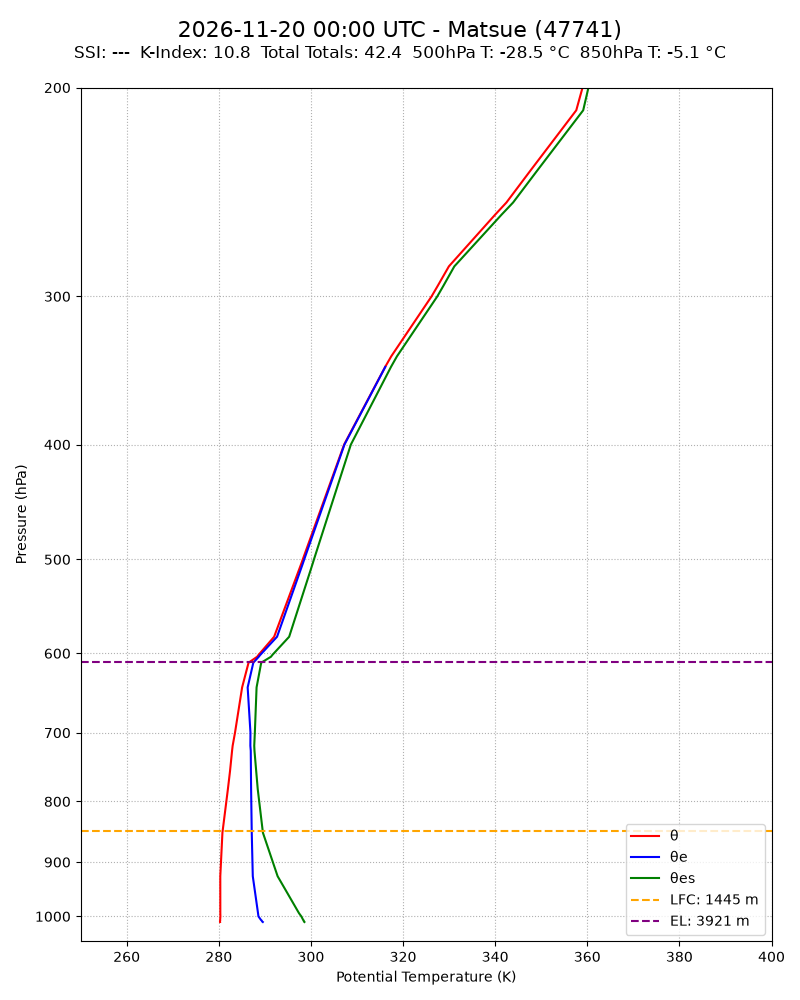 2026-11-20 00:00 UTC - Matsue (47741)
SSI: --- K-Index: 10.8 Total Totals: 42.4 500hPa T: -28.5 °C 850hPa T: -5.1 °C
200
300
400
500
600
700
800
900
1000
Pressure (hPa)
260 280 300 320 340 360 380 400
Potential Temperature (K)
θ
θe
θes
LFC: 1445 m
EL: 3921 m